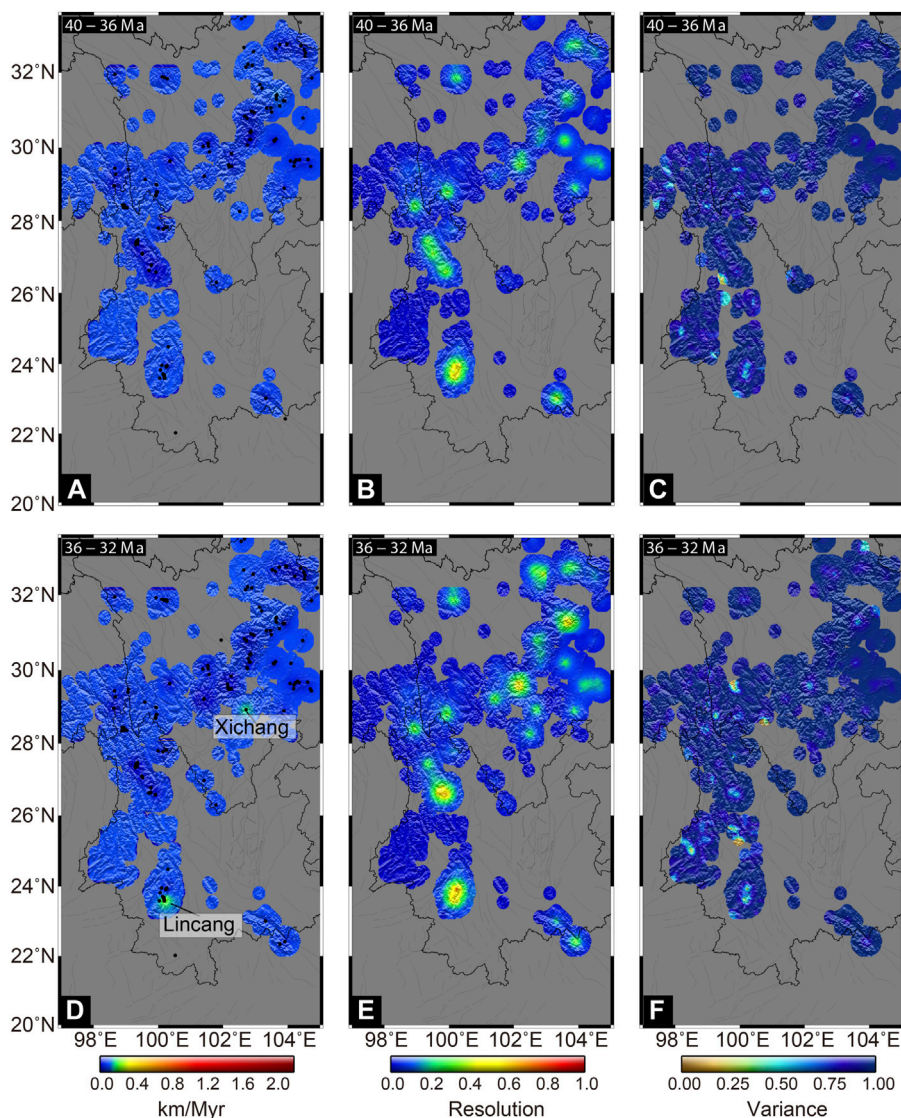 40 – 36 Ma
32°N
30°N
28°N
26°N
24°N
22°N
20°N
A
B
C
36 – 32 Ma
32°N
30°N
28°N
26°N
24°N
22°N
20°N
Xichang
Lincang
D
E
F
98°E 100°E 102°E 104°E 98°E 100°E 102°E 104°E 98°E 100°E 102°E 104°E
0.0 0.4 0.8 1.2 1.6 2.0
km/Myr
0.0 0.2 0.4 0.6 0.8 1.0
Resolution
0.00 0.25 0.50 0.75 1.00
Variance
40 – 36 Ma
40 – 36 Ma
36 – 32 Ma
36 – 32 Ma